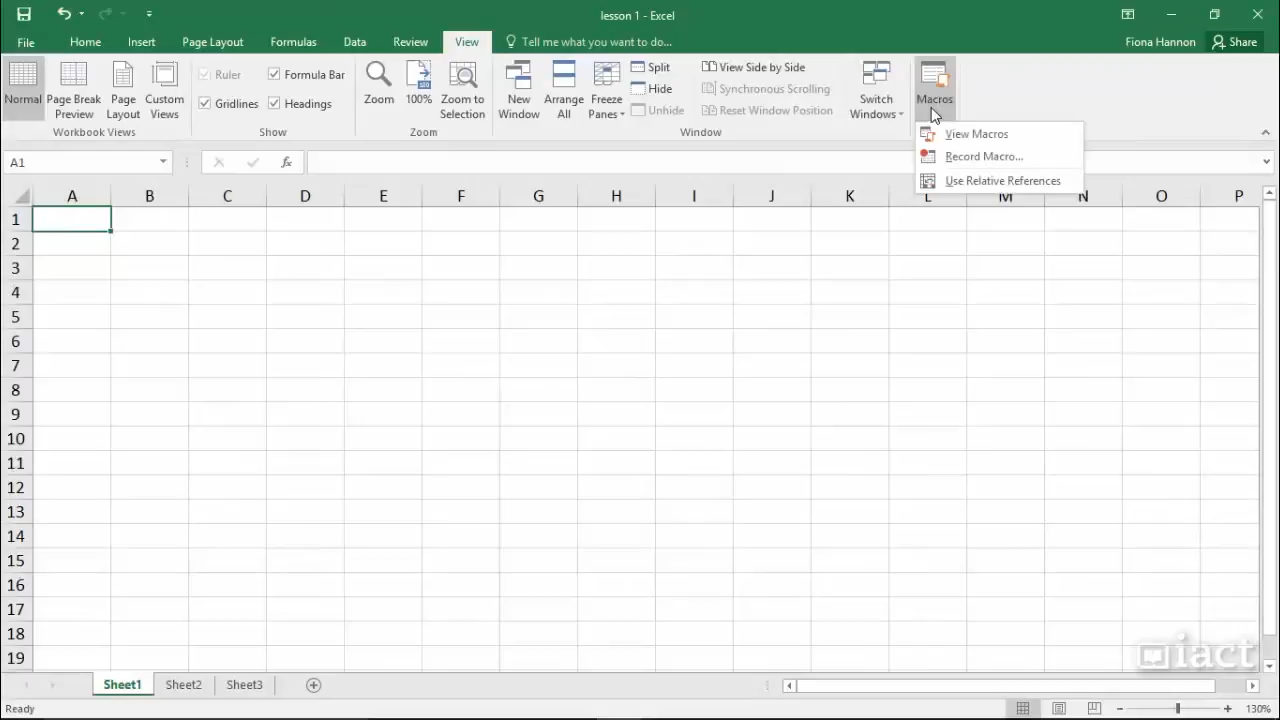 lesson 1 - Excel
File Home Insert Page Layout Formulas Data Review View Tell me what you want to do... Fiona Hannon Share
Normal Page Break Preview Page Layout Custom Views
Workbook Views
Ruler Formula Bar
Gridlines Headings
Show
Zoom 100% Zoom to Selection
Zoom
New Window Arrange All Freeze Panes
Split
Hide
Unhide
View Side by Side
Synchronous Scrolling
Reset Window Position
Window
Switch Windows
Macros
View Macros
Record Macro...
Use Relative References
A1 fx
A B C D E F G H I J K L M N O P
1
2
3
4
5
6
7
8
9
10
11
12
13
14
15
16
17
18
19
iact
Sheet1 Sheet2 Sheet3
Ready 130%